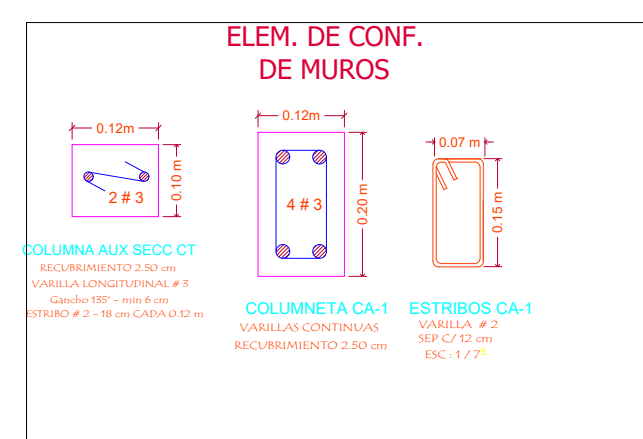 ELEM. DE CONF.
DE MUROS
0.12m
0.10 m
2 # 3
COLUMNA AUX SECC CT
RECUBRIMIENTO 2.50 cm
VARILLA LONGITUDINAL # 3
Gancho 135° - min 6 cm
ESTRIBO # 2 - 18 cm CADA 0.12 m
0.12m
0.20 m
4 # 3
COLUMNETA CA-1
VARILLAS CONTINUAS
RECUBRIMIENTO 2.50 cm
0.07 m
0.15 m
ESTRIBOS CA-1
VARILLA # 2
SEP C/ 12 cm
ESC : 1 / 7